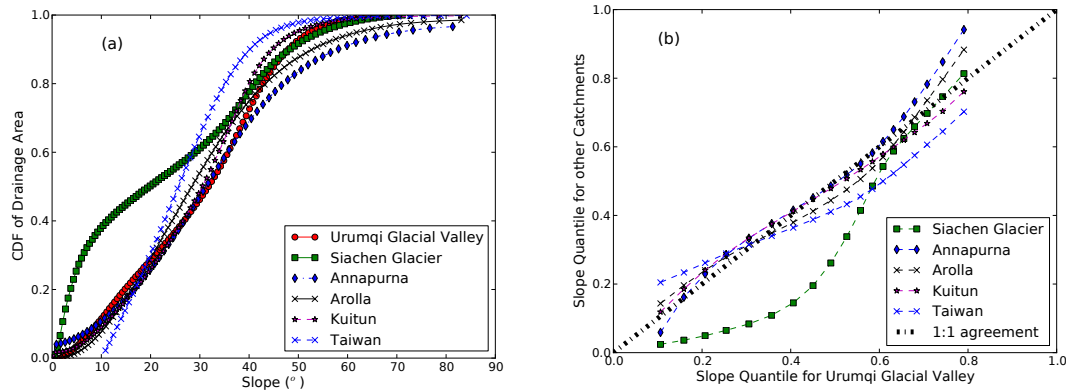 (a)
CDF of Drainage Area
1.0
0.8
0.6
0.4
0.2
0.0
0 10 20 30 40 50 60 70 80 90
Slope (°)
Urumqi Glacial Valley
Siachen Glacier
Annapurna
Arolla
Kuitun
Taiwan
(b)
Slope Quantile for other Catchments
1.0
0.8
0.6
0.4
0.2
0.0
0.0 0.2 0.4 0.6 0.8 1.0
Slope Quantile for Urumqi Glacial Valley
Siachen Glacier
Annapurna
Arolla
Kuitun
Taiwan
1:1 agreement